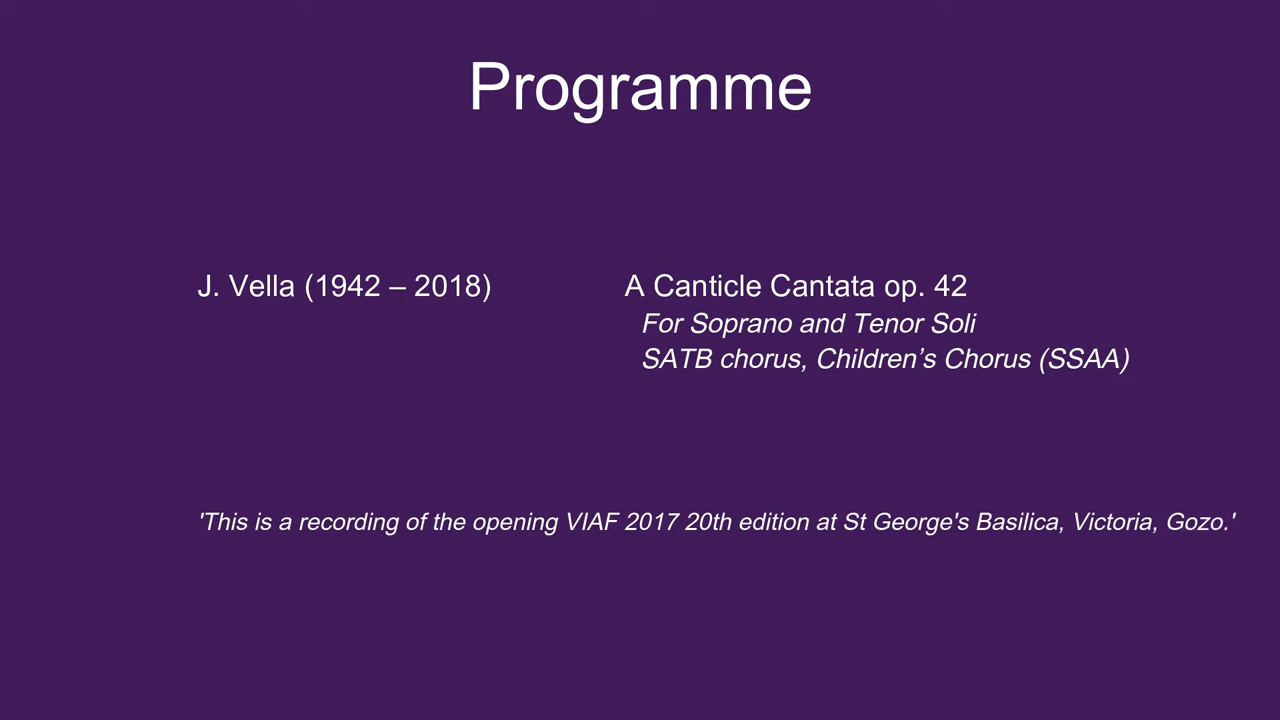 Programme
J. Vella (1942 – 2018)
A Canticle Cantata op. 42
For Soprano and Tenor Soli
SATB chorus, Children’s Chorus (SSAA)
'This is a recording of the opening VIAF 2017 20th edition at St George's Basilica, Victoria, Gozo.'